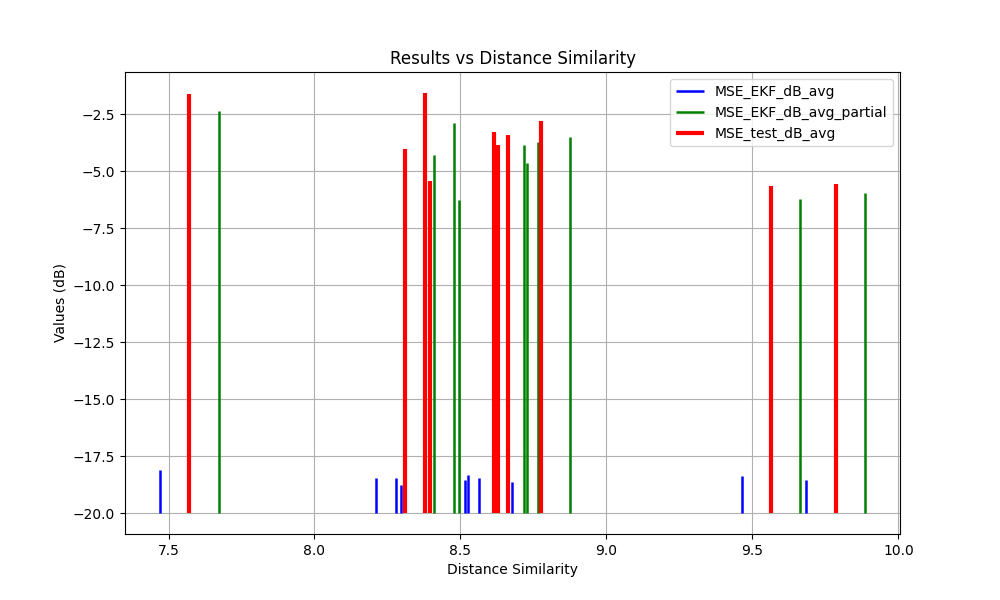 Results vs Distance Similarity
MSE_EKF_dB_avg
MSE_EKF_dB_avg_partial
MSE_test_dB_avg
Values (dB)
−2.5
−5.0
−7.5
−10.0
−12.5
−15.0
−17.5
−20.0
7.5 8.0 8.5 9.0 9.5 10.0
Distance Similarity